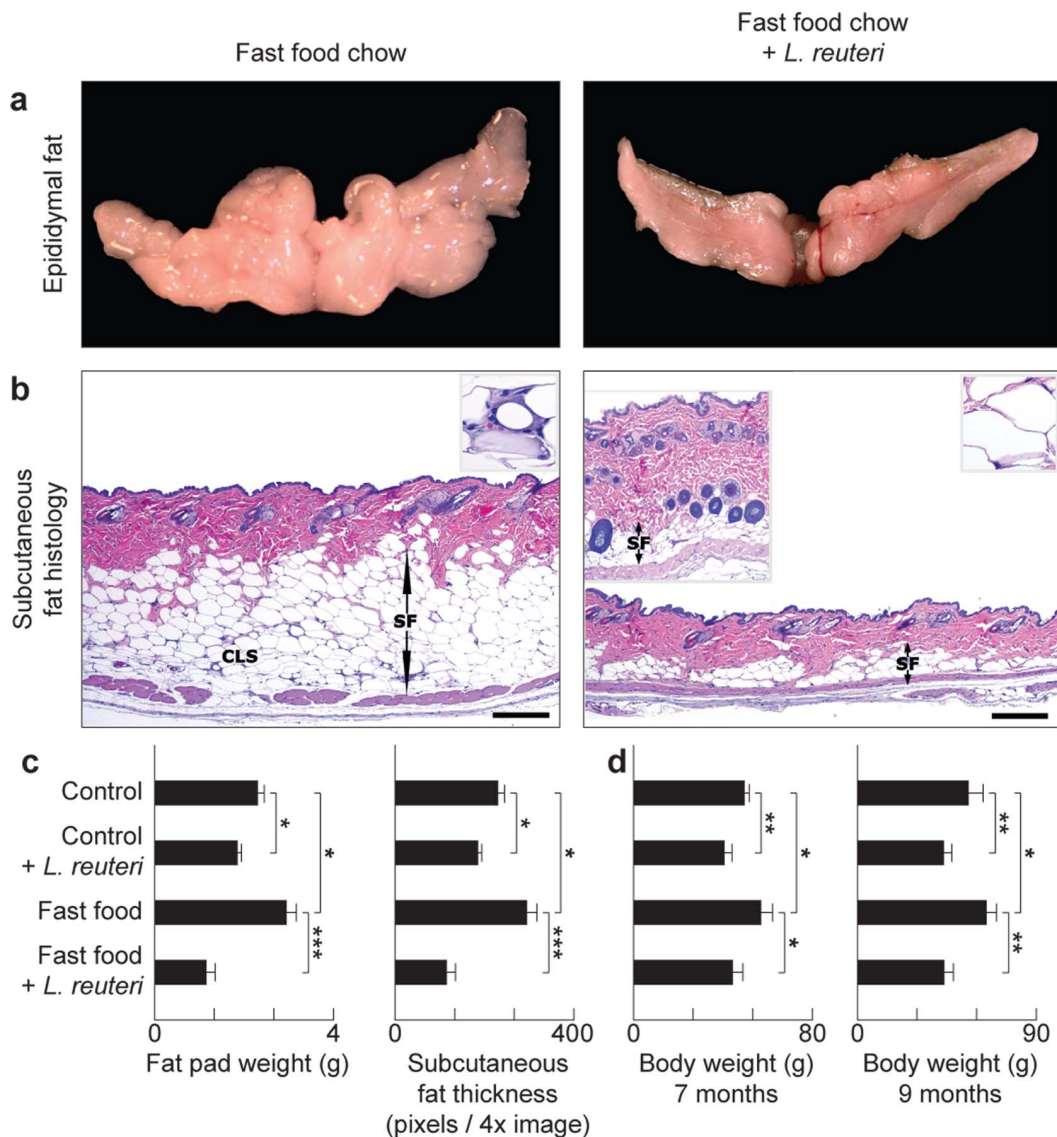 Fast food chow
Fast food chow
+ L. reuteri
a
Epididymal fat
b
Subcutaneous
fat histology
SF
CLS
SF
SF
c
d
Control
Control
+ L. reuteri
Fast food
Fast food
+ L. reuteri
*
*
***
*
*
***
**
*
*
**
*
**
0
4
Fat pad weight (g)
0
400
Subcutaneous
fat thickness
(pixels / 4x image)
0
80
Body weight (g)
7 months
0
90
Body weight (g)
9 months